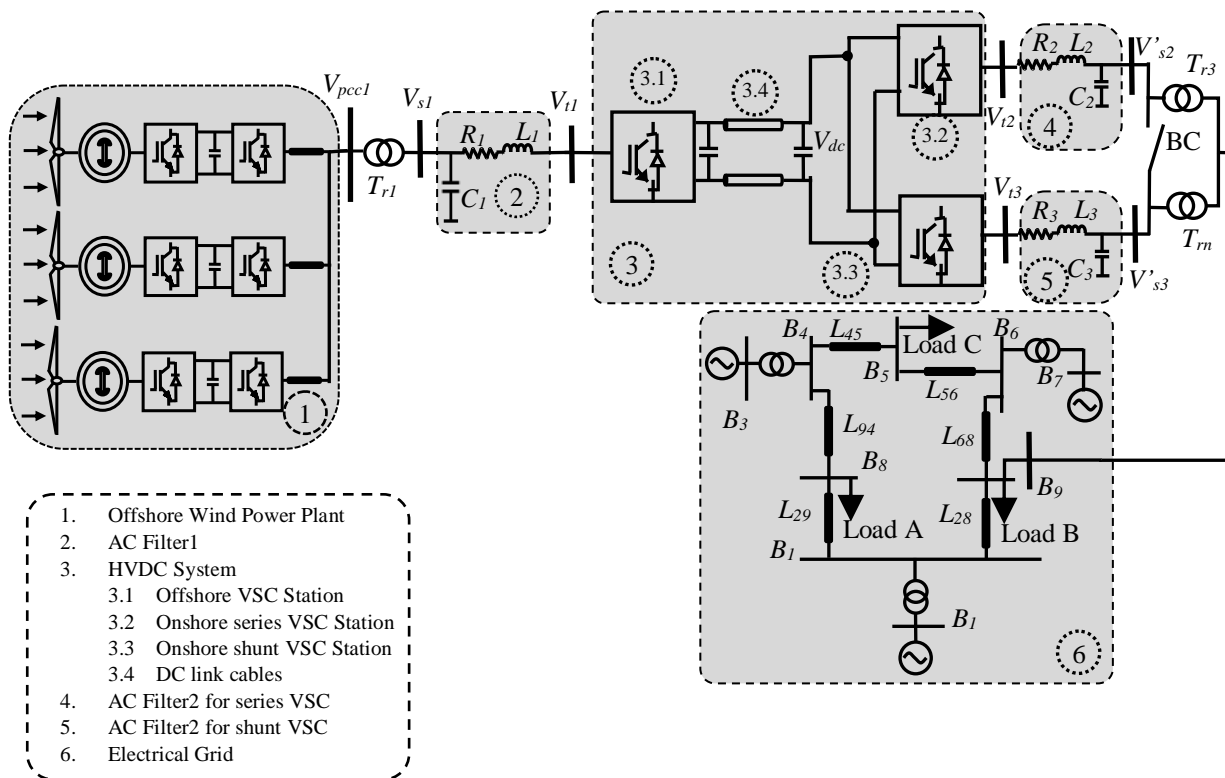 V_pcc1
V_s1
V_t1
R_1
L_1
C_1
T_r1
2
1
3.1
3.4
V_dc
3.2
3.3
3
V_t2
R_2
L_2
C_2
4
V'_s2
T_r3
BC
V_t3
R_3
L_3
C_3
5
V'_s3
T_rn
B_4
L_45
B_5
Load C
L_56
B_6
B_7
B_3
L_94
L_68
B_8
B_9
L_29
Load A
L_28
Load B
B_1
B_1
6
1. Offshore Wind Power Plant
2. AC Filter1
3. HVDC System
3.1 Offshore VSC Station
3.2 Onshore series VSC Station
3.3 Onshore shunt VSC Station
3.4 DC link cables
4. AC Filter2 for series VSC
5. AC Filter2 for shunt VSC
6. Electrical Grid